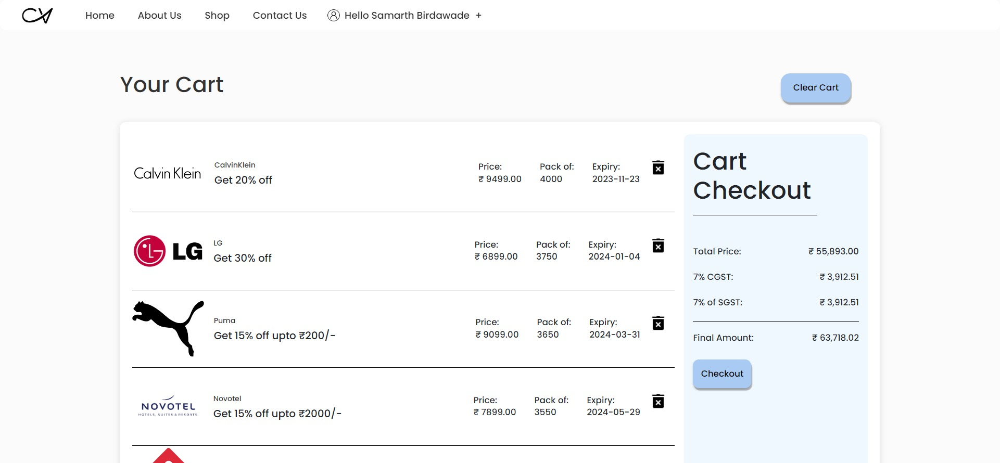 CV
Home About Us Shop Contact Us Hello Samarth Birdawade +
Your Cart
Clear Cart
Calvin Klein
CalvinKlein
Get 20% off
Price: Pack of: Expiry:
₹ 9499.00 4000 2023-11-23
LG
LG
Get 30% off
Price: Pack of: Expiry:
₹ 6899.00 3750 2024-01-04
Puma
Get 15% off upto ₹200/-
Price: Pack of: Expiry:
₹ 9099.00 3650 2024-03-31
NOVOTEL
HOTELS, SUITES & RESORTS
Novotel
Get 15% off upto ₹2000/-
Price: Pack of: Expiry:
₹ 7899.00 3550 2024-05-29
Cart
Checkout
Total Price: ₹ 55,893.00
7% CGST: ₹ 3,912.51
7% of SGST: ₹ 3,912.51
Final Amount: ₹ 63,718.02
Checkout